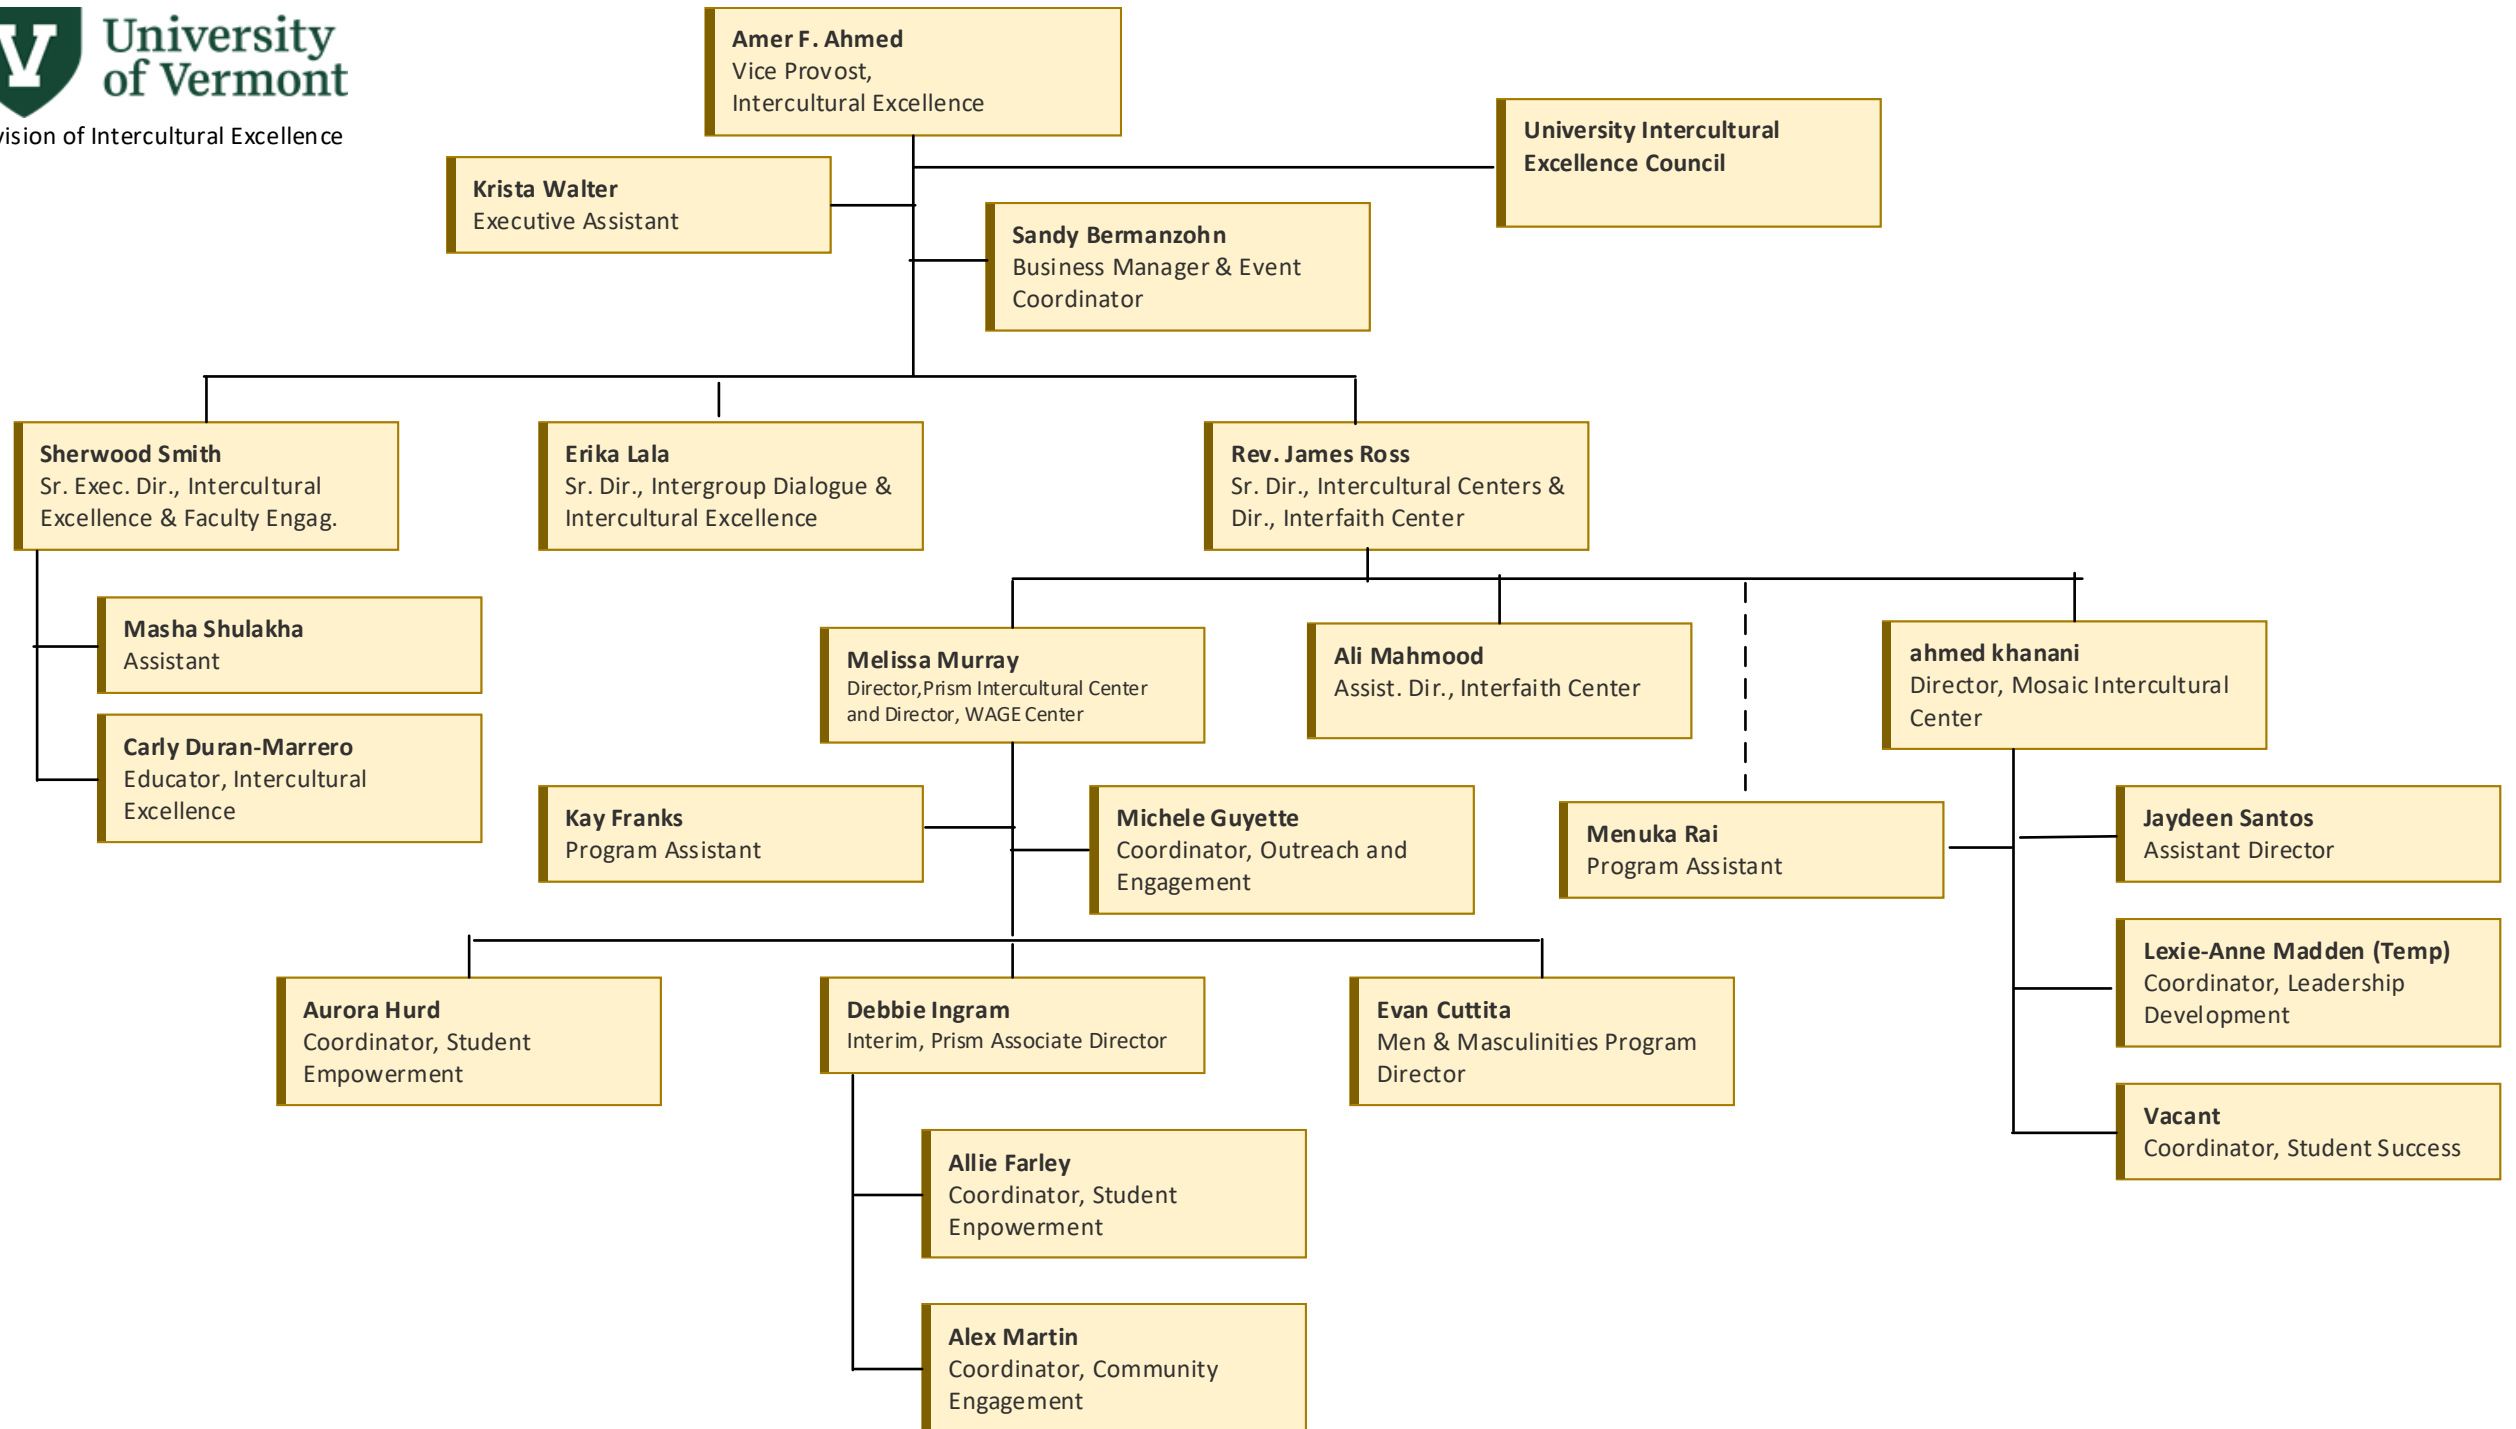 University
of Vermont
vision of Intercultural Excellence
Amer F. Ahmed
Vice Provost,
Intercultural Excellence
University Intercultural
Excellence Council
Krista Walter
Executive Assistant
Sandy Bermanzohn
Business Manager & Event
Coordinator
Sherwood Smith
Sr. Exec. Dir., Intercultural
Excellence & Faculty Engag.
Erika Lala
Sr. Dir., Intergroup Dialogue &
Intercultural Excellence
Rev. James Ross
Sr. Dir., Intercultural Centers &
Dir., Interfaith Center
Masha Shulakha
Assistant
Carly Duran-Marrero
Educator, Intercultural
Excellence
Melissa Murray
Director,Prism Intercultural Center
and Director, WAGE Center
Ali Mahmood
Assist. Dir., Interfaith Center
ahmed khanani
Director, Mosaic Intercultural
Center
Kay Franks
Program Assistant
Michele Guyette
Coordinator, Outreach and
Engagement
Menuka Rai
Program Assistant
Jaydeen Santos
Assistant Director
Lexie-Anne Madden (Temp)
Coordinator, Leadership
Development
Vacant
Coordinator, Student Success
Aurora Hurd
Coordinator, Student
Empowerment
Debbie Ingram
Interim, Prism Associate Director
Evan Cuttita
Men & Masculinities Program
Director
Allie Farley
Coordinator, Student
Enpowerment
Alex Martin
Coordinator, Community
Engagement